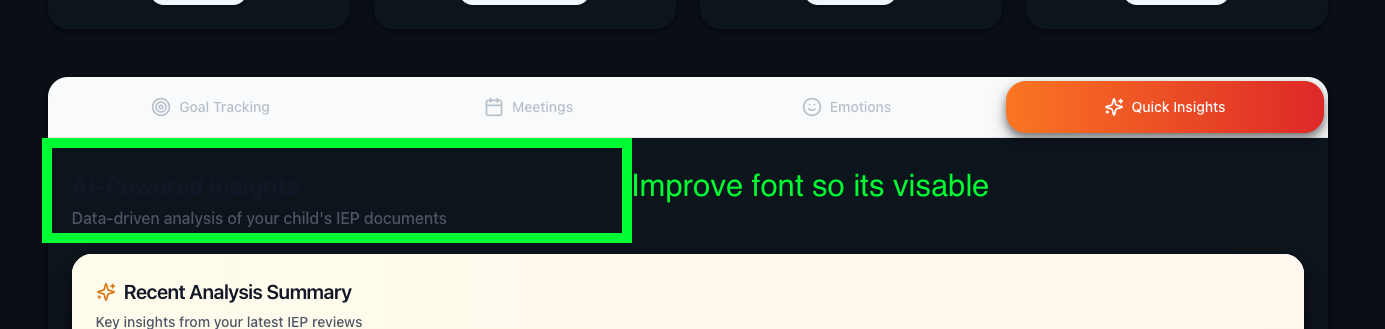 Goal Tracking
Meetings
Emotions
Quick Insights
AI-Powered Insights
Improve font so its visable
Data-driven analysis of your child's IEP documents
Recent Analysis Summary
Key insights from your latest IEP reviews